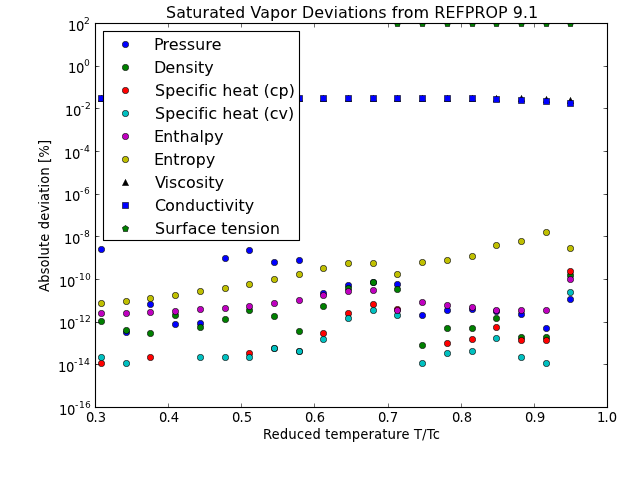 Saturated Vapor Deviations from REFPROP 9.1
10^2
10^0
10^-2
10^-4
10^-6
10^-8
10^-10
10^-12
10^-14
10^-16
Absolute deviation [%]
Pressure
Density
Specific heat (cp)
Specific heat (cv)
Enthalpy
Entropy
Viscosity
Conductivity
Surface tension
0.3 0.4 0.5 0.6 0.7 0.8 0.9 1.0
Reduced temperature T/Tc